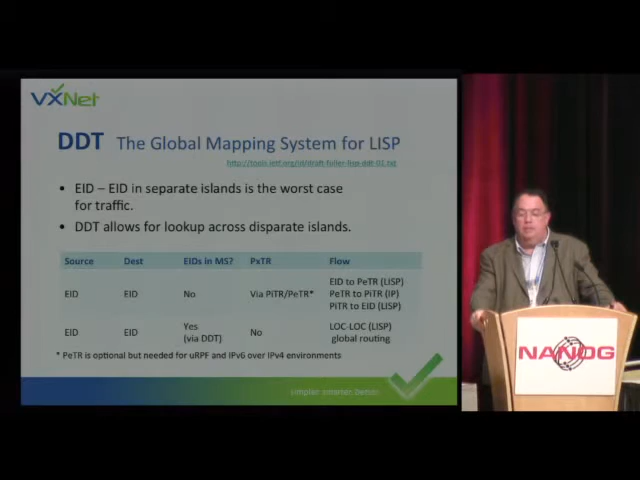 VXNet
DDT The Global Mapping System for LISP
http://tools.ietf.org/id/draft-fuller-lisp-ddt-01.txt
• EID – EID in separate islands is the worst case
for traffic.
• DDT allows for lookup across disparate islands.
Source Dest EIDs in MS? PxTR Flow
EID EID No Via PiTR/PeTR* EID to PeTR (LISP)
PeTR to PiTR (IP)
PiTR to EID (LISP)
EID EID Yes
(via DDT) No LOC-LOC (LISP)
global routing
* PeTR is optional but needed for uRPF and IPv6 over IPv4 environments
simpler. smarter. better.
NANOG